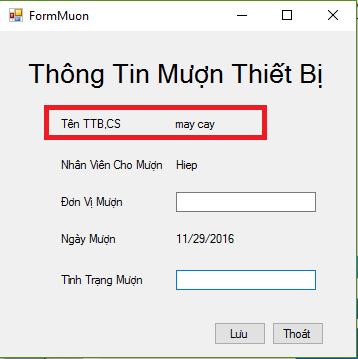 FormMuon
Thông Tin Mượn Thiết Bị
Tên TTB,CS may cay
Nhân Viên Cho Mượn Hiep
Đơn Vị Mượn
Ngày Mượn 11/29/2016
Tình Trạng Mượn
Lưu Thoát